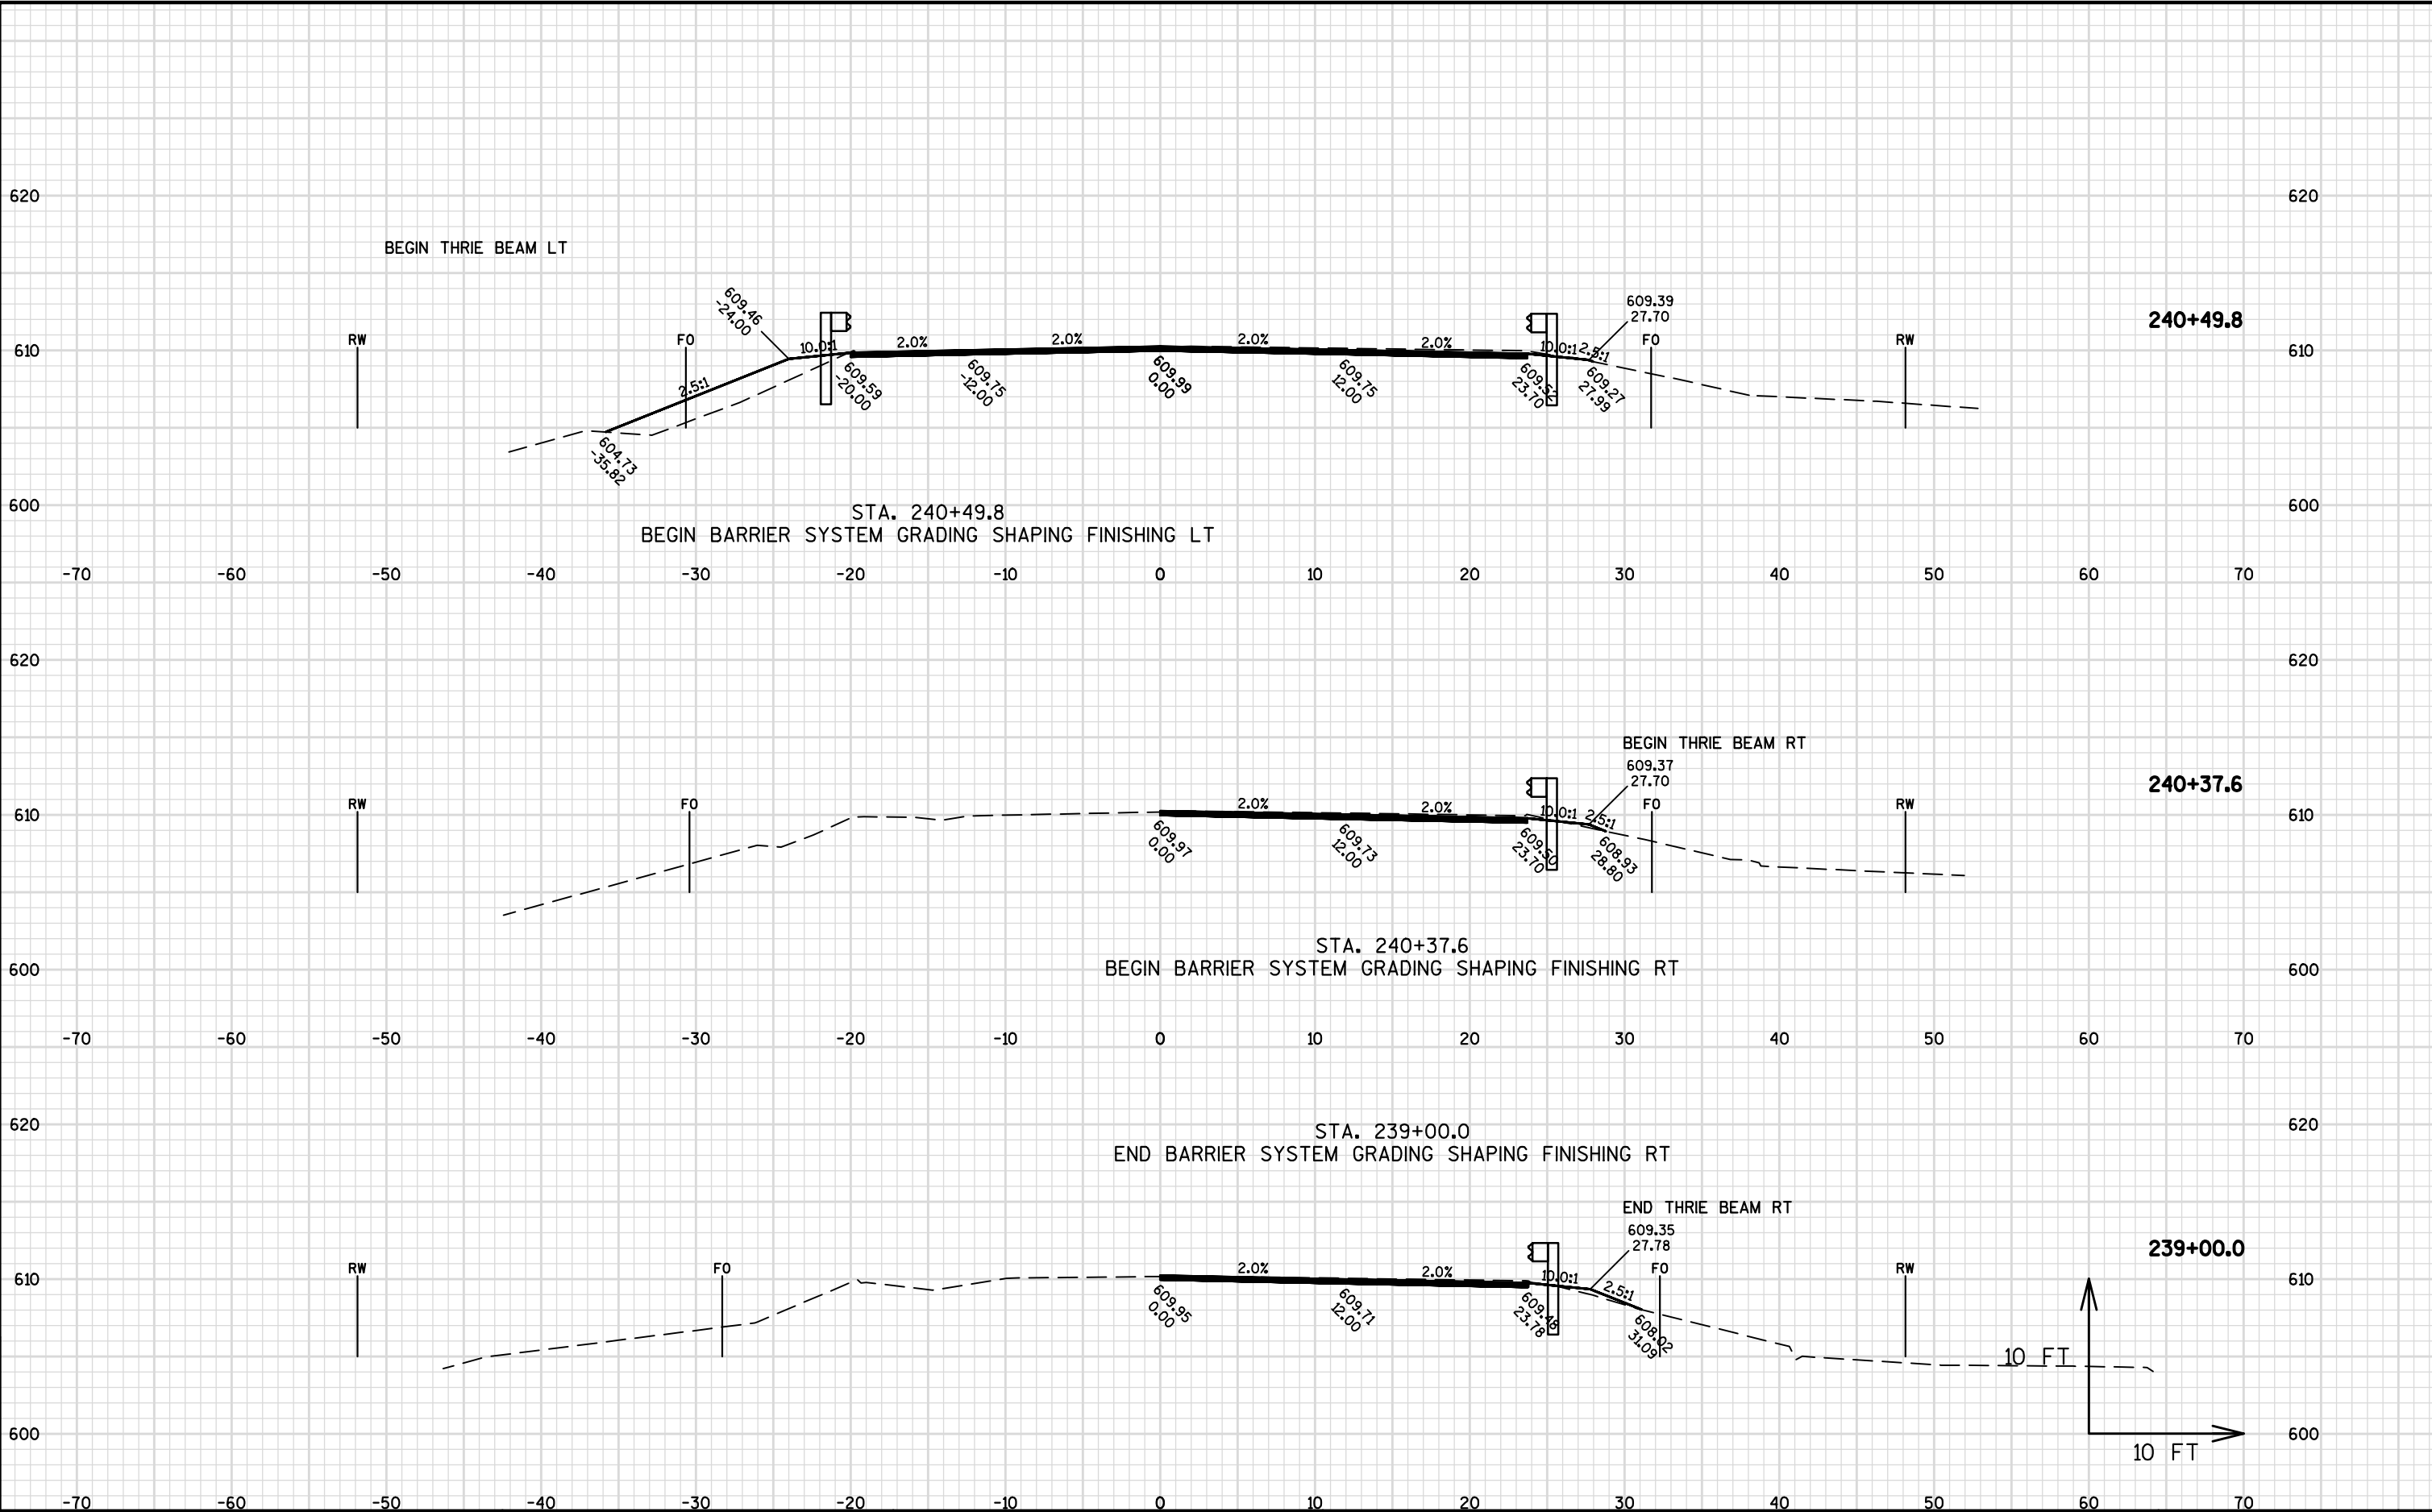 620 620
BEGIN THRIE BEAM LT
609.46
-24.00
609.39
27.70
240+49.8
RW FO FO RW
610 610
2.5:1 10.0:1 2.0% 2.0% 2.0% 2.0% 10.0:1 2.5:1
604.73
-35.82
609.59
-20.00
609.75
-12.00
609.99
0.00
609.75
12.00
23.70
609.27
27.99
600 600
STA. 240+49.8
BEGIN BARRIER SYSTEM GRADING SHAPING FINISHING LT
-70 -60 -50 -40 -30 -20 -10 0 10 20 30 40 50 60 70
620 620
BEGIN THRIE BEAM RT
609.37
27.70
240+37.6
RW FO FO RW
610 610
2.0% 2.0% 10.0:1 2.5:1
609.97
0.00
609.73
12.00
609.50
23.70
608.93
28.80
STA. 240+37.6
BEGIN BARRIER SYSTEM GRADING SHAPING FINISHING RT
600 600
-70 -60 -50 -40 -30 -20 -10 0 10 20 30 40 50 60 70
620 620
STA. 239+00.0
END BARRIER SYSTEM GRADING SHAPING FINISHING RT
END THRIE BEAM RT
609.35
27.78
239+00.0
RW FO FO RW
610 610
2.0% 2.0% 10.0:1 2.5:1
609.95
0.00
609.71
12.00
609.48
23.78
608.02
31.09
10 FT
600 600
10 FT
-70 -60 -50 -40 -30 -20 -10 0 10 20 30 40 50 60 70